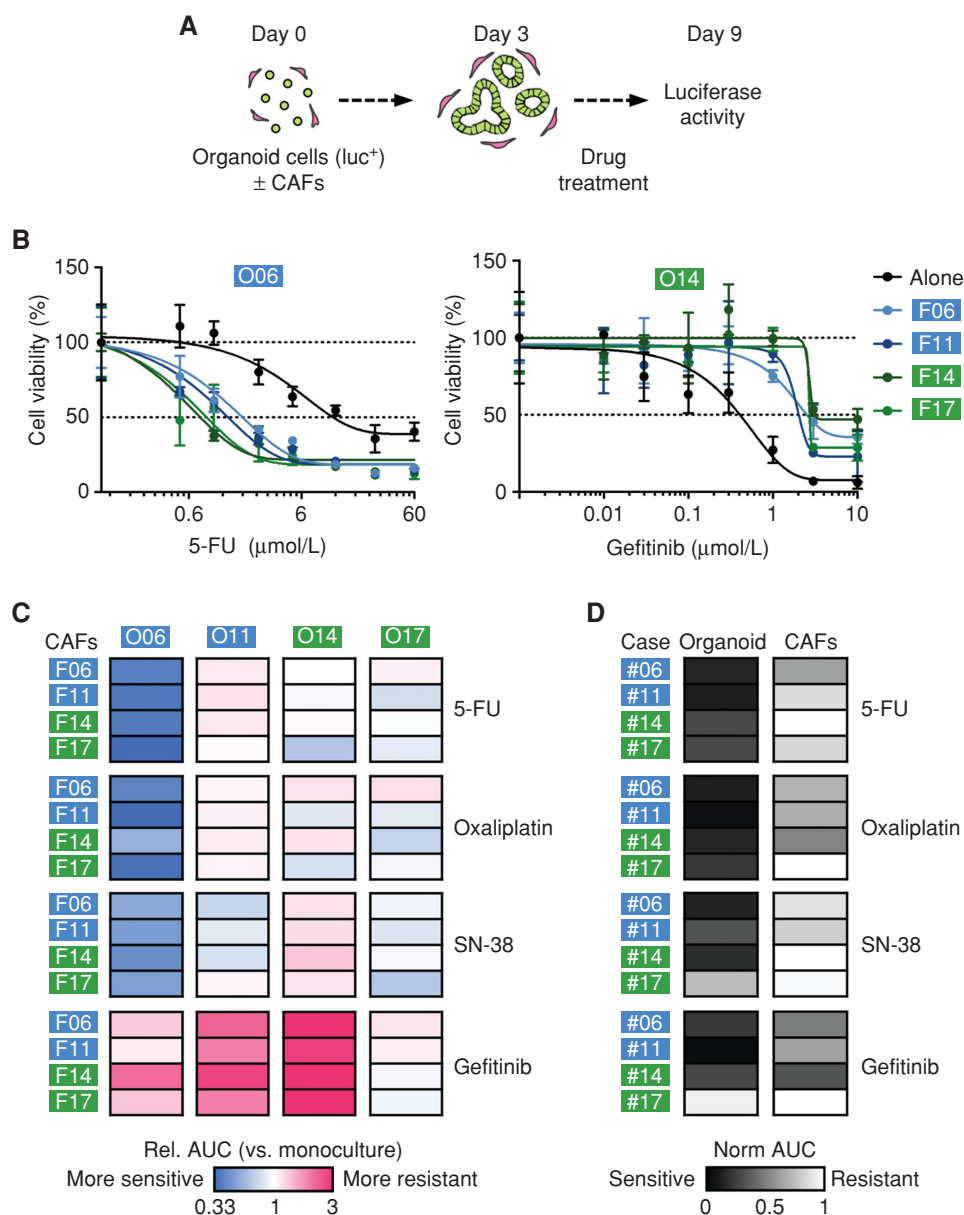 A
Day 0
Day 3
Day 9
Organoid cells (luc⁺)
± CAFs
Drug
treatment
Luciferase
activity
B
O06
Cell viability (%)
150
100
50
0
0.6
6
60
5-FU (μmol/L)
O14
Cell viability (%)
150
100
50
0
0.01
0.1
1
10
Gefitinib (μmol/L)
Alone
F06
F11
F14
F17
C
CAFs
O06
O11
O14
O17
F06
F11
F14
F17
5-FU
F06
F11
F14
F17
Oxaliplatin
F06
F11
F14
F17
SN-38
F06
F11
F14
F17
Gefitinib
Rel. AUC (vs. monoculture)
More sensitive
More resistant
0.33
1
3
D
Case
Organoid
CAFs
#06
#11
#14
#17
5-FU
#06
#11
#14
#17
Oxaliplatin
#06
#11
#14
#17
SN-38
#06
#11
#14
#17
Gefitinib
Norm AUC
Sensitive
Resistant
0
0.5
1